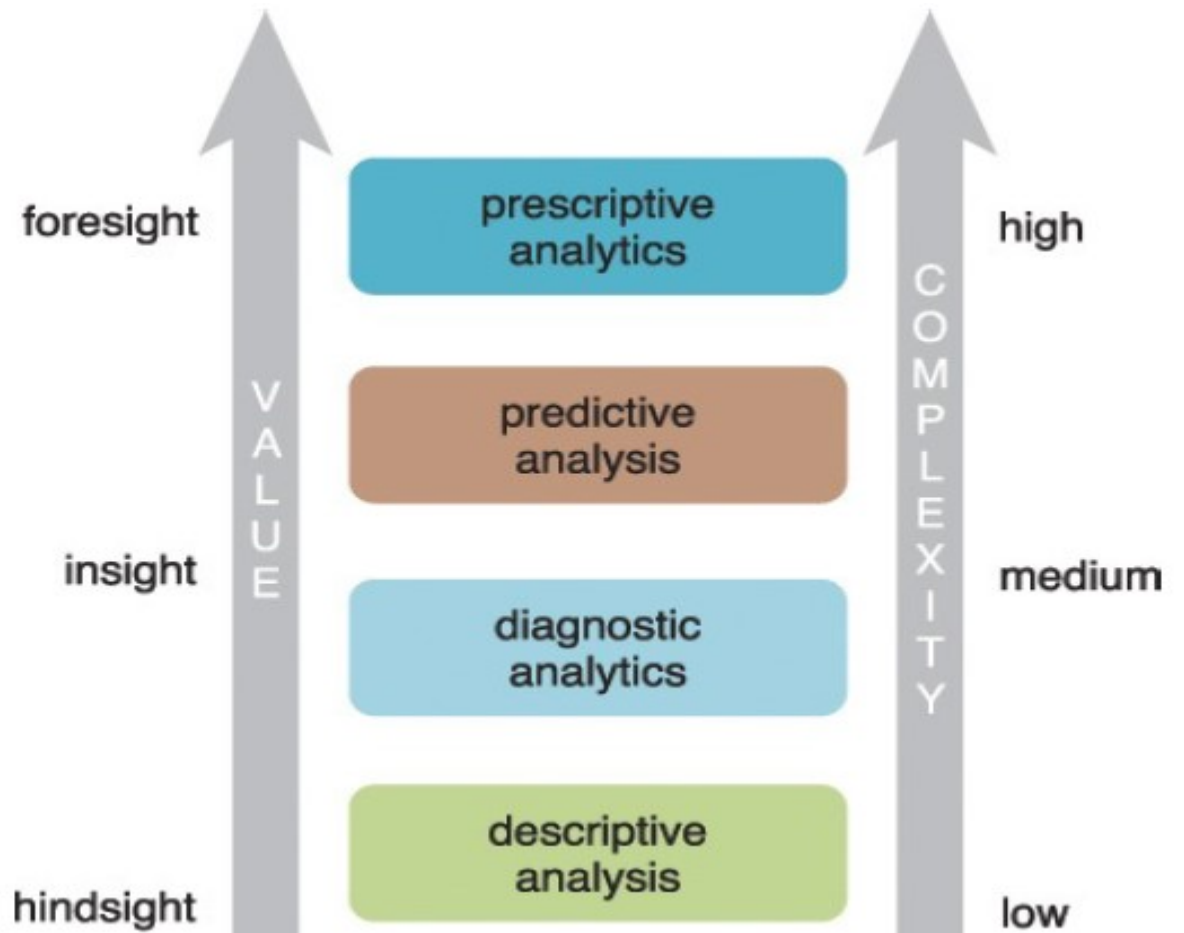 foresight
prescriptive
analytics
high
predictive
analysis
VALUE
COMPLEXITY
insight
medium
diagnostic
analytics
descriptive
analysis
hindsight
low